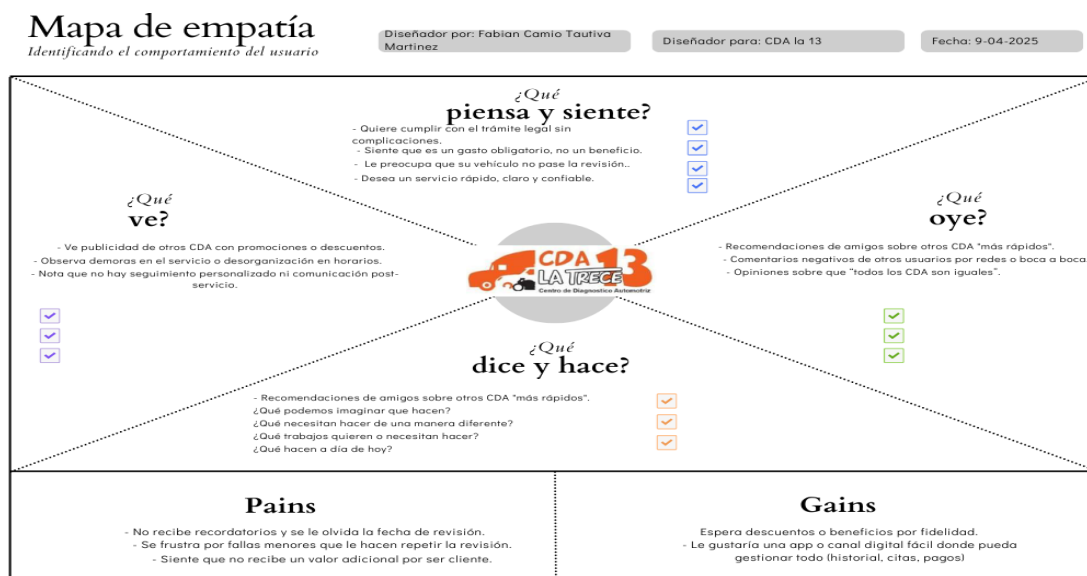 Mapa de empatía
Identificando el comportamiento del usuario
Diseñador por: Fabian Camio Tautiva
Martinez
Diseñador para: CDA la 13
Fecha: 9-04-2025
¿Qué
piensa y siente?
- Quiere cumplir con el trámite legal sin
complicaciones.
- Siente que es un gasto obligatorio, no un beneficio.
- Le preocupa que su vehículo no pase la revisión..
- Desea un servicio rápido, claro y confiable.
¿Qué
ve?
- Ve publicidad de otros CDA con promociones o descuentos.
- Observa demoras en el servicio o desorganización en horarios.
- Nota que no hay seguimiento personalizado ni comunicación post-
servicio.
¿Qué
oye?
- Recomendaciones de amigos sobre otros CDA "más rápidos".
- Comentarios negativos de otros usuarios por redes o boca a boca
- Opiniones sobre que "todos los CDA son iguales".
CDA
LA TRECE 13
Centro de Diagnostico Automotriz
¿Qué
dice y hace?
- Recomendaciones de amigos sobre otros CDA "más rápidos".
¿Qué podemos imaginar que hacen?
¿Qué necesitan hacer de una manera diferente?
¿Qué trabajos quieren o necesitan hacer?
¿Qué hacen a día de hoy?
Pains
- No recibe recordatorios y se le olvida la fecha de revisión.
- Se frustra por fallas menores que le hacen repetir la revisión.
- Siente que no recibe un valor adicional por ser cliente.
Gains
Espera descuentos o beneficios por fidelidad.
- Le gustaría una app o canal digital fácil donde pueda
gestionar todo (historial, citas, pagos)